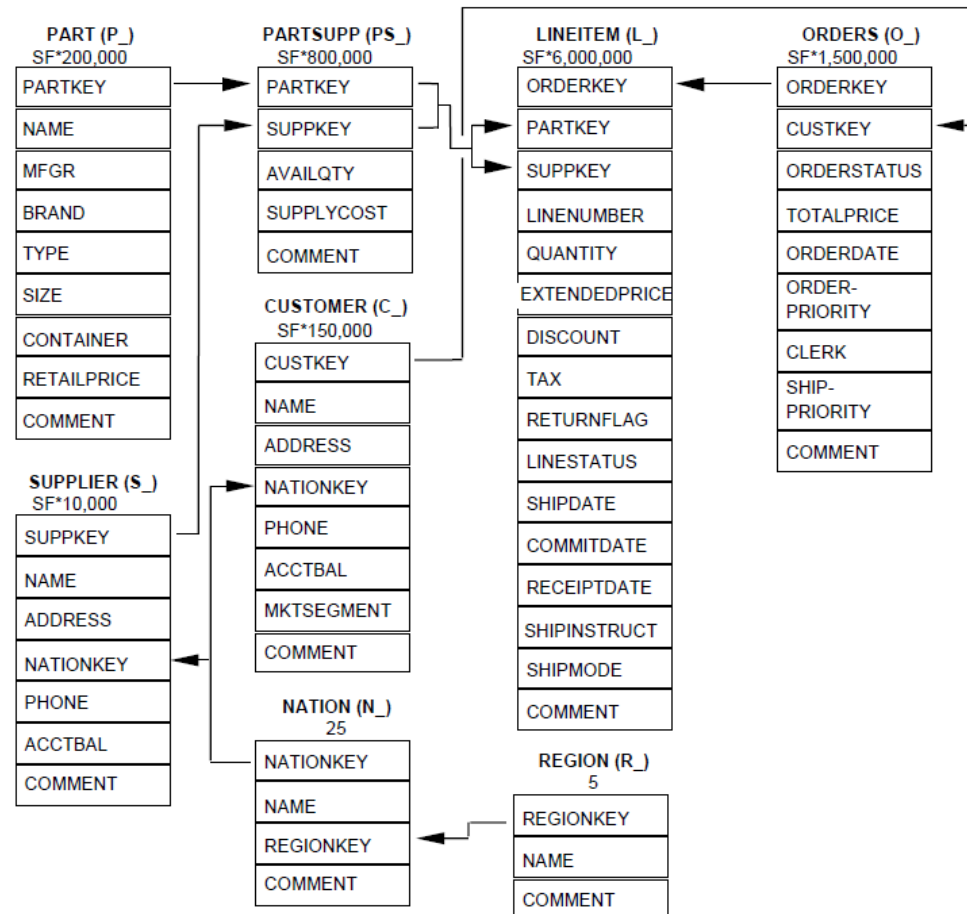 PART (P_)
SF*200,000
PARTKEY
NAME
MFGR
BRAND
TYPE
SIZE
CONTAINER
RETAILPRICE
COMMENT
SUPPLIER (S_)
SF*10,000
SUPPKEY
NAME
ADDRESS
NATIONKEY
PHONE
ACCTBAL
COMMENT
PARTSUPP (PS_)
SF*800,000
PARTKEY
SUPPKEY
AVAILQTY
SUPPLYCOST
COMMENT
CUSTOMER (C_)
SF*150,000
CUSTKEY
NAME
ADDRESS
NATIONKEY
PHONE
ACCTBAL
MKTSEGMENT
COMMENT
NATION (N_)
25
NATIONKEY
NAME
REGIONKEY
COMMENT
LINEITEM (L_)
SF*6,000,000
ORDERKEY
PARTKEY
SUPPKEY
LINENUMBER
QUANTITY
EXTENDEDPRICE
DISCOUNT
TAX
RETURNFLAG
LINESTATUS
SHIPDATE
COMMITDATE
RECEIPTDATE
SHIPINSTRUCT
SHIPMODE
COMMENT
REGION (R_)
5
REGIONKEY
NAME
COMMENT
ORDERS (O_)
SF*1,500,000
ORDERKEY
CUSTKEY
ORDERSTATUS
TOTALPRICE
ORDERDATE
ORDER-
PRIORITY
CLERK
SHIP-
PRIORITY
COMMENT